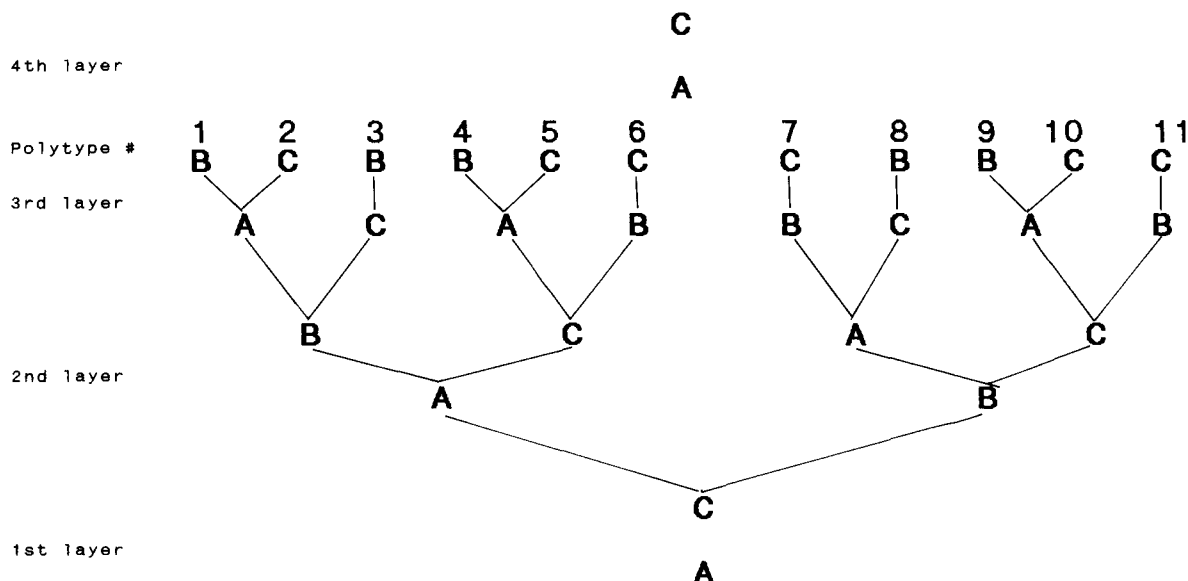 C
4th layer
A
1 2 3 4 5 6 7 8 9 10 11
Polytype #
B C B B C C C B B C C
3rd layer
A C A B B C A B
B C A C
2nd layer
A B
C
1st layer
A